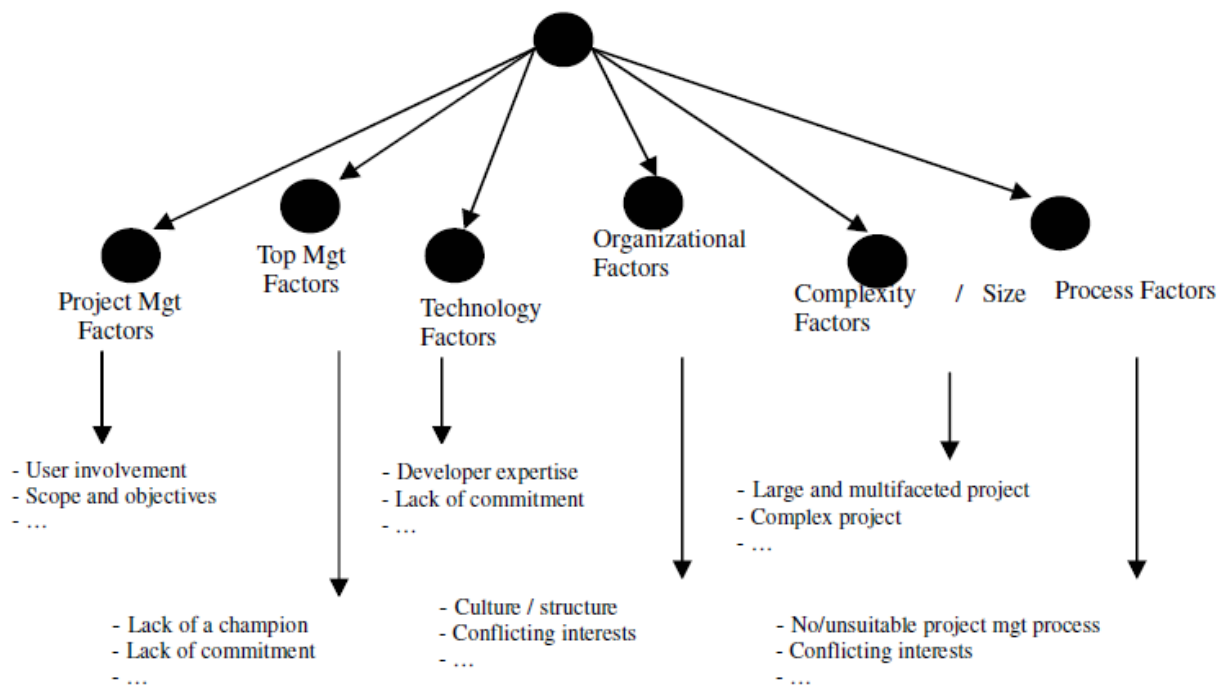 Project Mgt
Factors
Top Mgt
Factors
Technology
Factors
Organizational
Factors
Complexity / Size
Factors
Process Factors
- User involvement
- Scope and objectives
- …
- Lack of a champion
- Lack of commitment
- …
- Developer expertise
- Lack of commitment
- …
- Culture / structure
- Conflicting interests
- …
- Large and multifaceted project
- Complex project
- …
- No/unsuitable project mgt process
- Conflicting interests
- …